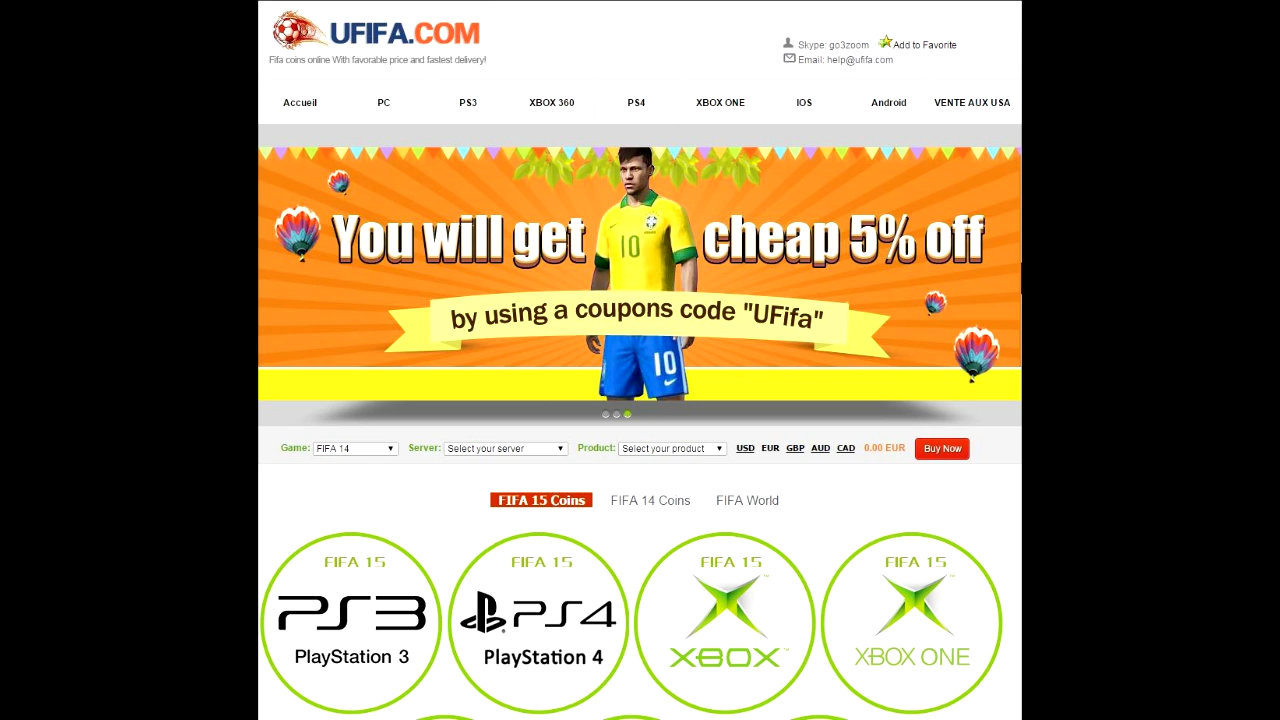 UFIFA.COM
Fifa coins online With favorable price and fastest delivery!
Skype: go3zoom Add to Favorite
Email: help@ufifa.com
Accueil PC PS3 XBOX 360 PS4 XBOX ONE IOS Android VENTE AUX USA
You will get cheap 5% off
10
by using a coupons code "UFifa"
10
Game: FIFA 14 Server: Select your server Product: Select your product USD EUR GBP AUD CAD 0.00 EUR Buy Now
FIFA 15 Coins FIFA 14 Coins FIFA World
FIFA 15 FIFA 15 FIFA 15 FIFA 15
PS3 PS4
PlayStation 3 PlayStation 4 XBOX XBOX ONE